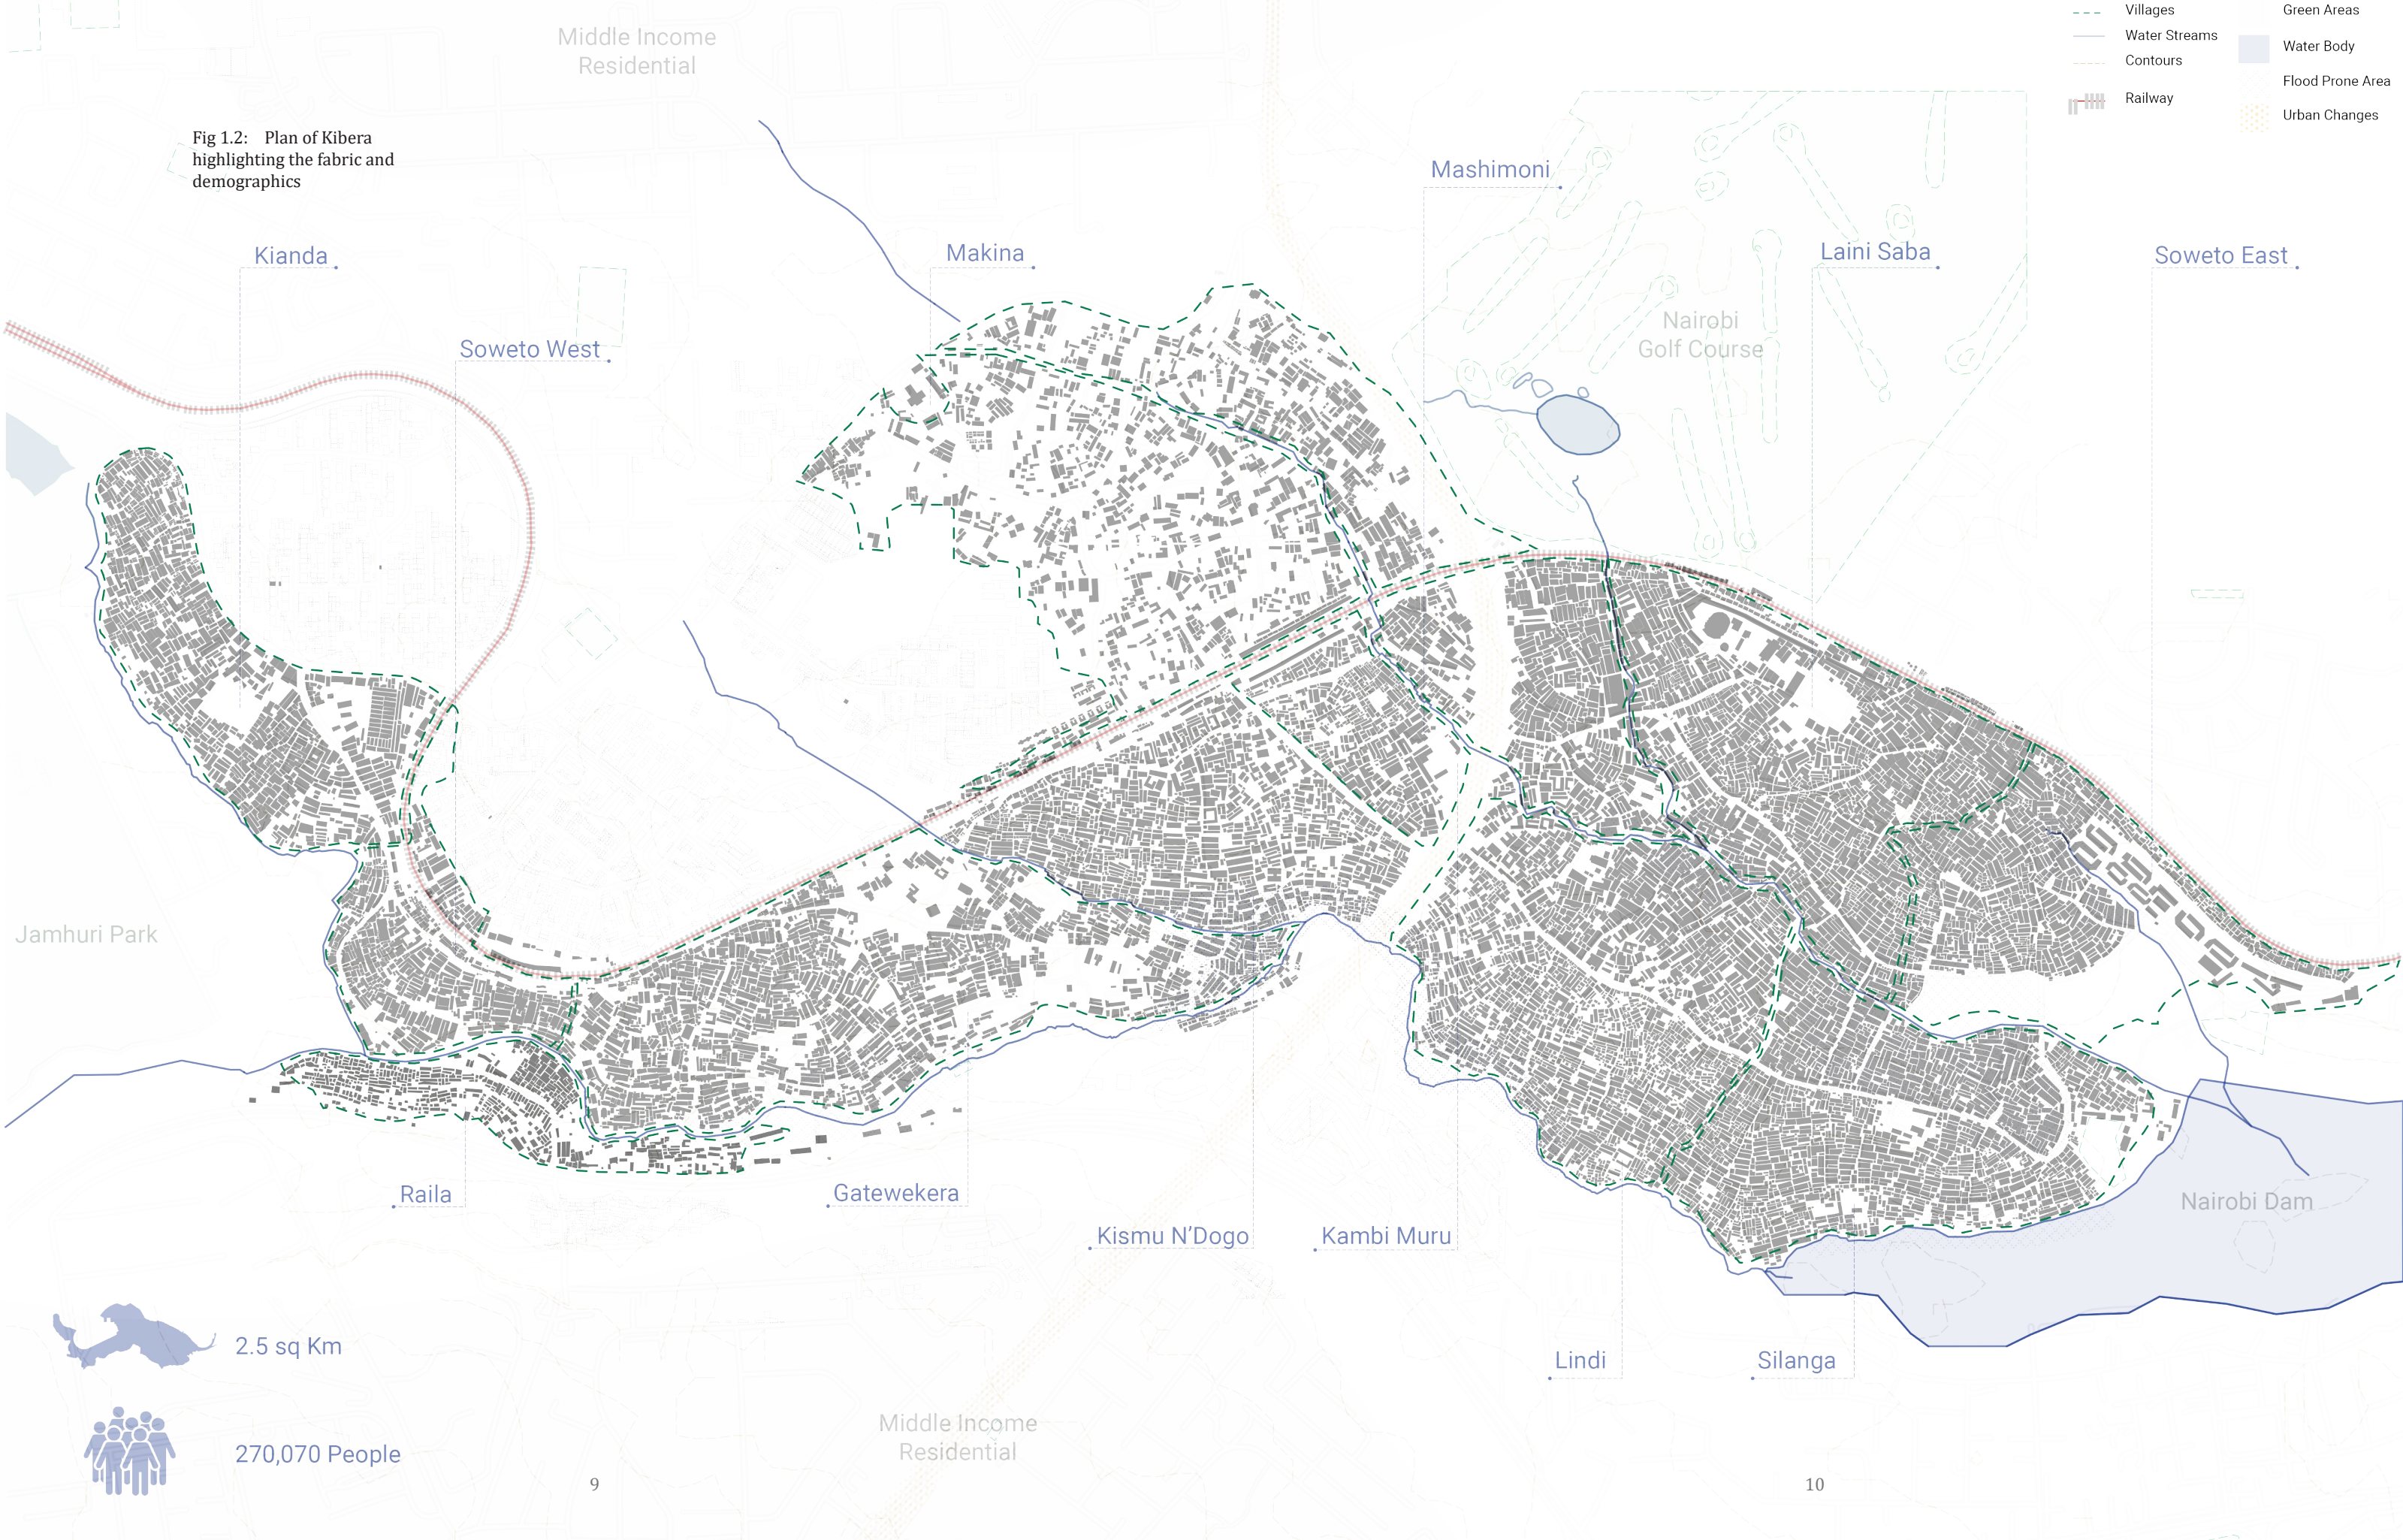 Middle Income
Residential
Villages
Water Streams
Contours
Railway
Green Areas
Water Body
Flood Prone Area
Urban Changes
Fig 1.2: Plan of Kibera
highlighting the fabric and
demographics
Mashimoni
Kianda
Makina
Laini Saba
Soweto East
Soweto West
Nairobi
Golf Course
Jamhuri Park
Raila
Gatewekera
Kismu N’Dogo
Kambi Muru
Nairobi Dam
Lindi
Silanga
2.5 sq Km
270,070 People
Middle Income
Residential
9
10